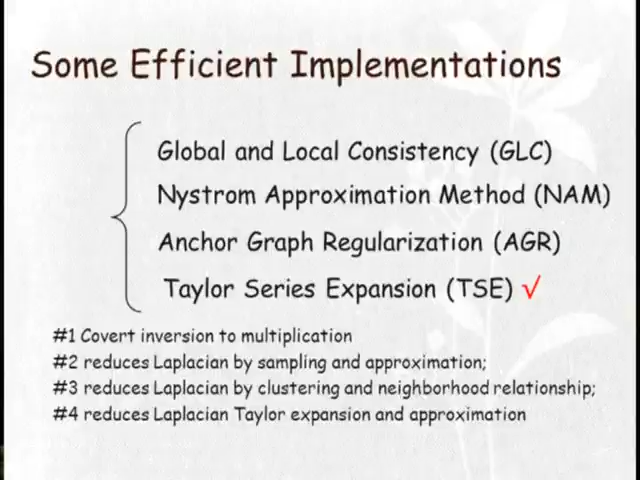 Some Efficient Implementations
Global and Local Consistency (GLC)
Nystrom Approximation Method (NAM)
Anchor Graph Regularization (AGR)
Taylor Series Expansion (TSE) √
#1 Covert inversion to multiplication
#2 reduces Laplacian by sampling and approximation;
#3 reduces Laplacian by clustering and neighborhood relationship;
#4 reduces Laplacian Taylor expansion and approximation